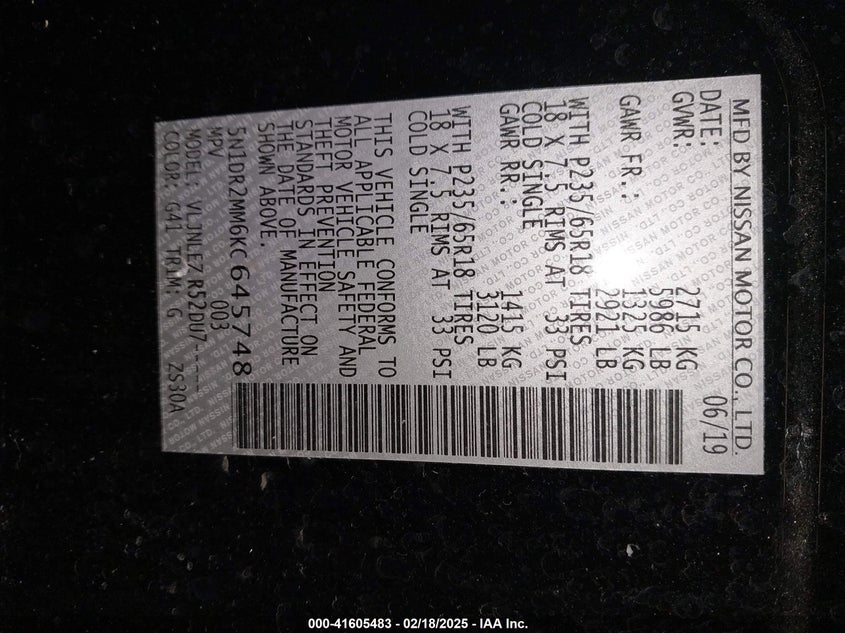 MFD BY NISSAN MOTOR CO., LTD.
DATE: 06/19
GVWR: 2715 KG
5986 LB
GAWR FR.: 1325 KG
2921 LB
WITH P235/65R18 TIRES
18 X 7.5 RIMS AT 33 PSI
COLD SINGLE
GAWR RR.: 1415 KG
3120 LB
WITH P235/65R18 TIRES
18 X 7.5 RIMS AT 33 PSI
COLD SINGLE
THIS VEHICLE CONFORMS TO
ALL APPLICABLE FEDERAL
MOTOR VEHICLE SAFETY AND
THEFT PREVENTION
STANDARDS IN EFFECT ON
THE DATE OF MANUFACTURE
SHOWN ABOVE.
5N1DR2MM6KC645748
MPV 003
MODEL: VLJNLE7 R52DU7-----
COLOR: G41 TRIM: G ZS30A
000-41605483 - 02/18/2025 - IAA Inc.